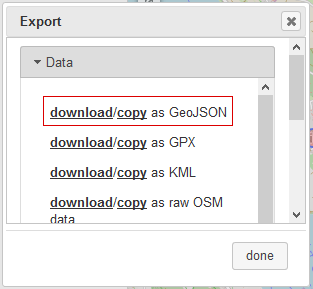 Export
Data
download/copy as GeoJSON
download/copy as GPX
download/copy as KML
download/copy as raw OSM
data
done